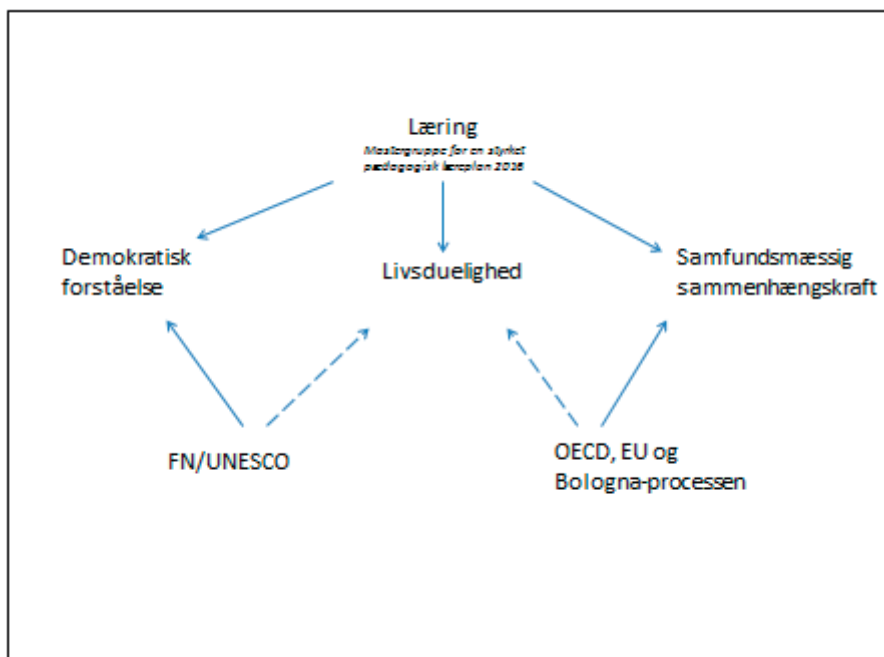 Læring
Mastergruppe for en styrket
pædagogisk læreplan 2016
Demokratisk
forståelse
Livsduelighed
Samfundsmæssig
sammenhængskraft
FN/UNESCO
OECD, EU og
Bologna-processen